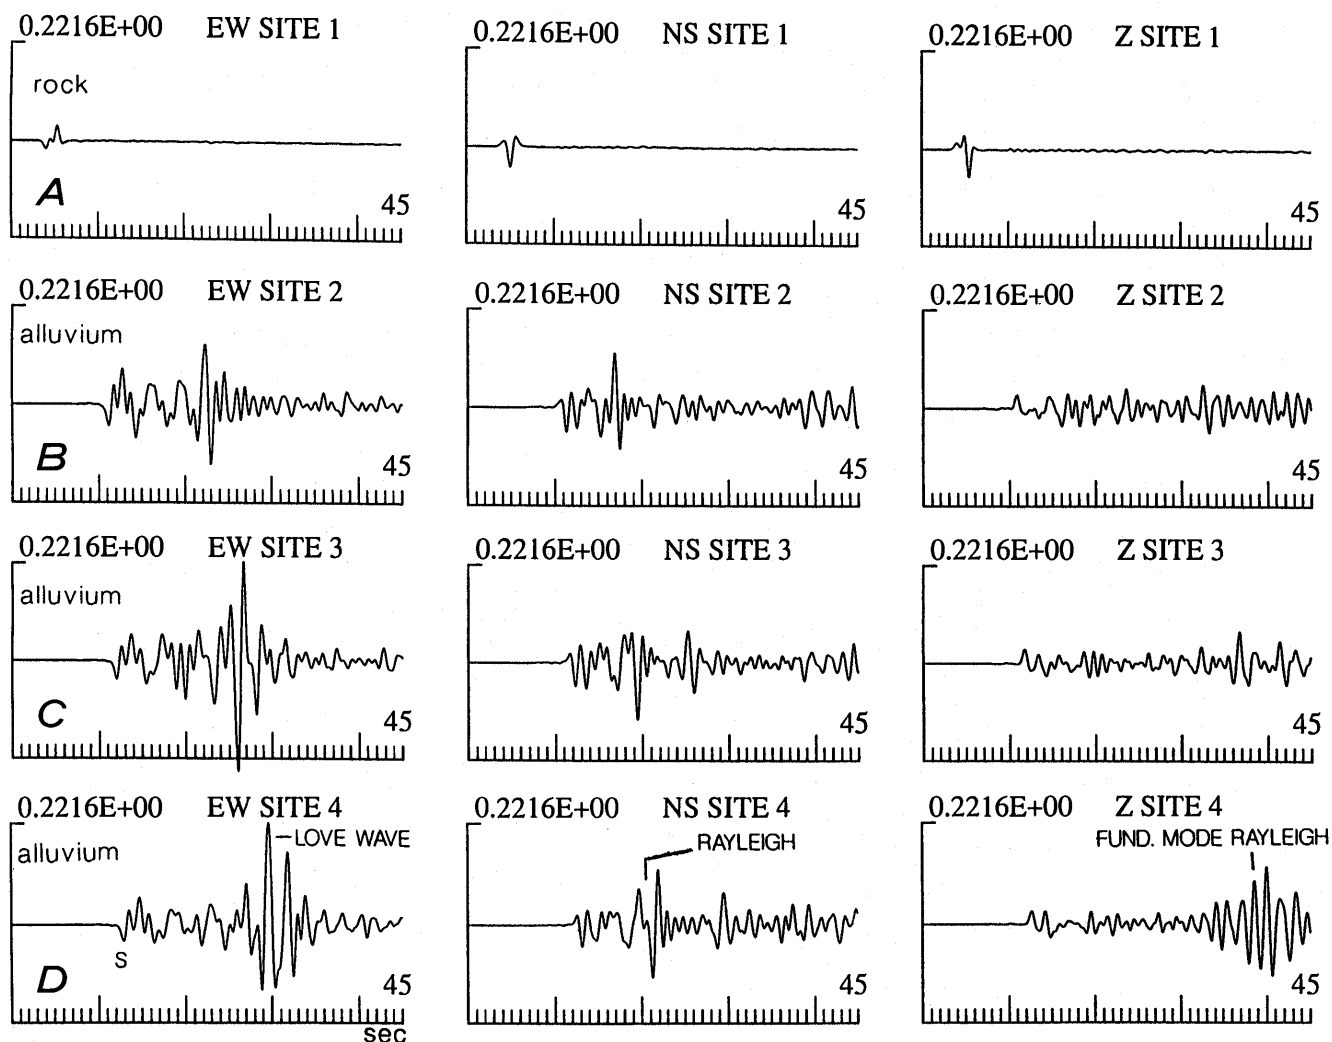 0.2216E+00 EW SITE 1 0.2216E+00 NS SITE 1 0.2216E+00 Z SITE 1
rock
A 45 45 45
0.2216E+00 EW SITE 2 0.2216E+00 NS SITE 2 0.2216E+00 Z SITE 2
alluvium
B 45 45 45
0.2216E+00 EW SITE 3 0.2216E+00 NS SITE 3 0.2216E+00 Z SITE 3
alluvium
C 45 45 45
0.2216E+00 EW SITE 4 0.2216E+00 NS SITE 4 0.2216E+00 Z SITE 4
LOVE WAVE RAYLEIGH FUND. MODE RAYLEIGH
alluvium
S
D 45 45 45
sec